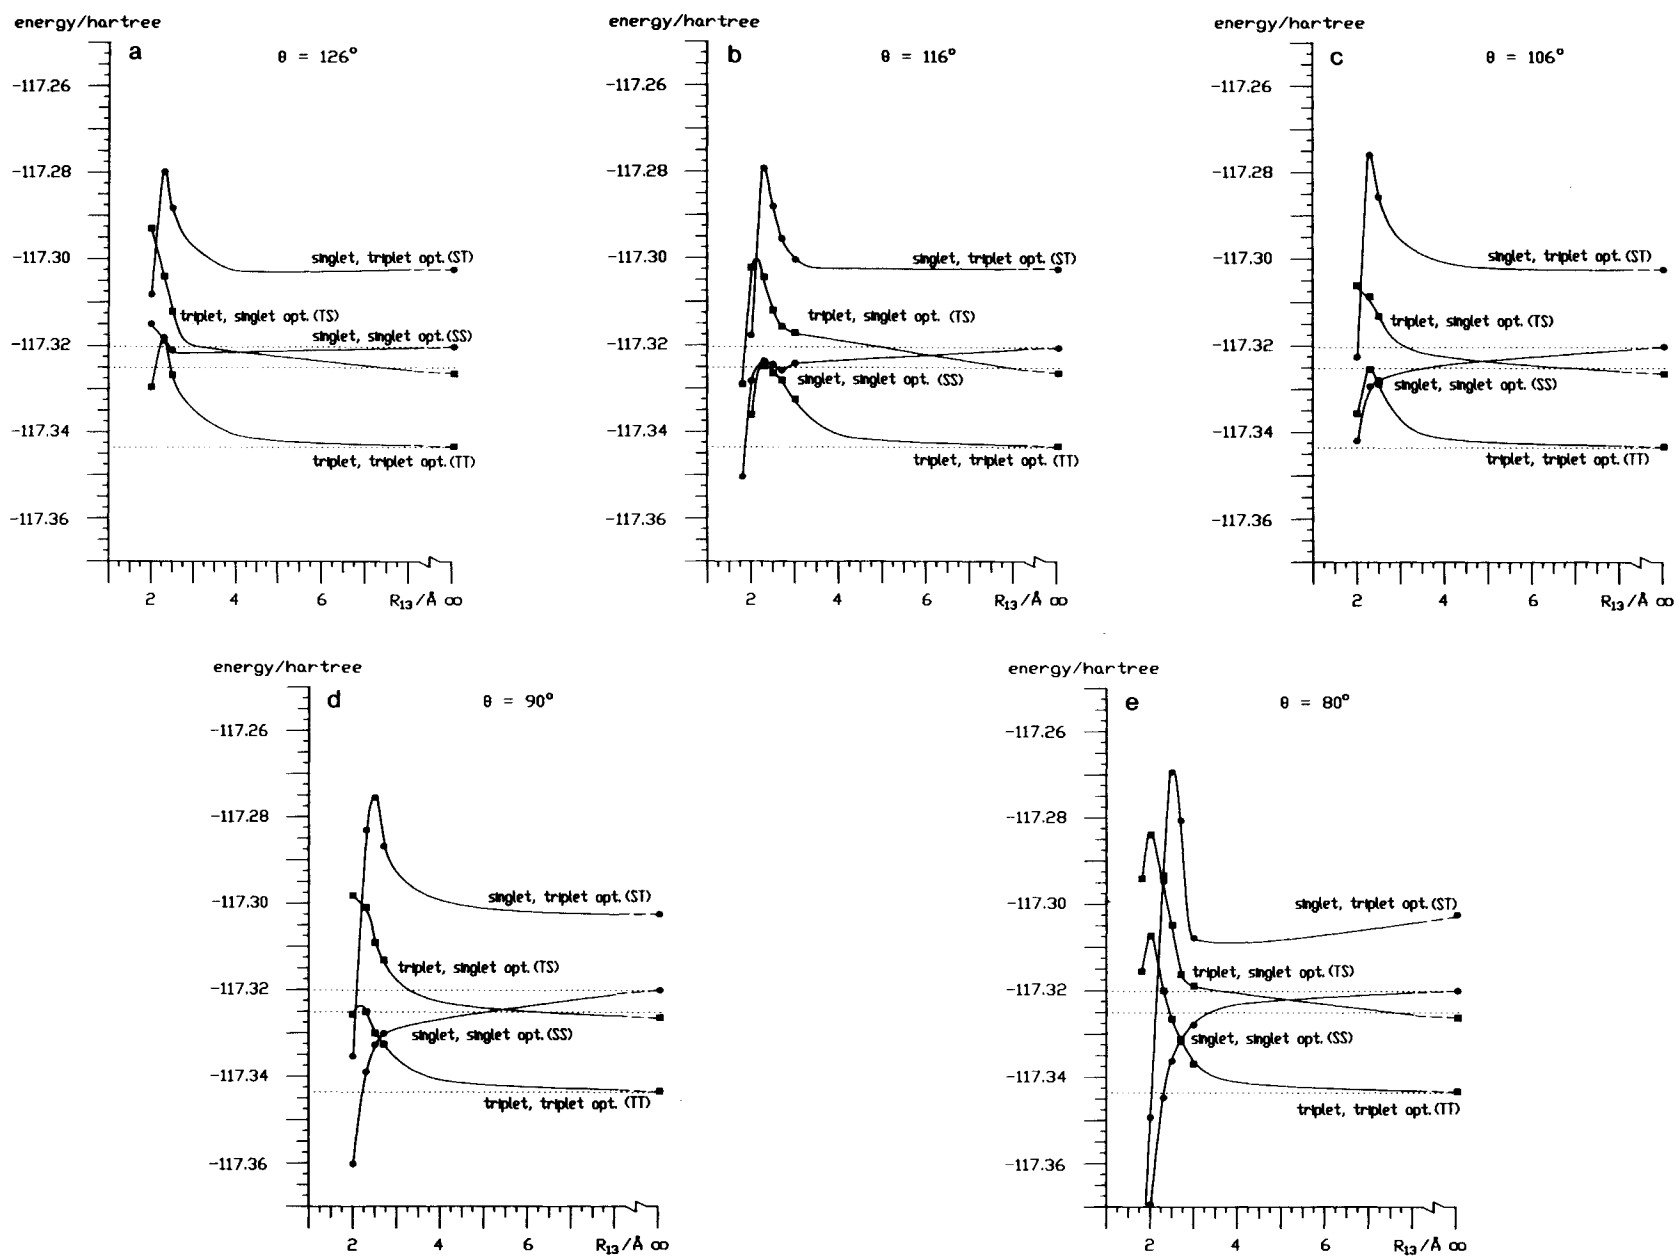 energy/hartree
a
θ = 126°
-117.26
-117.28
-117.30
-117.32
-117.34
-117.36
singlet, triplet opt. (ST)
triplet, singlet opt. (TS)
singlet, singlet opt. (SS)
triplet, triplet opt. (TT)
2 4 6 R₁₃/Å ∞
energy/hartree
b
θ = 116°
-117.26
-117.28
-117.30
-117.32
-117.34
-117.36
singlet, triplet opt. (ST)
triplet, singlet opt. (TS)
singlet, singlet opt. (SS)
triplet, triplet opt. (TT)
2 4 6 R₁₃/Å ∞
energy/hartree
c
θ = 106°
-117.26
-117.28
-117.30
-117.32
-117.34
-117.36
singlet, triplet opt. (ST)
triplet, singlet opt. (TS)
singlet, singlet opt. (SS)
triplet, triplet opt. (TT)
2 4 6 R₁₃/Å ∞
energy/hartree
d
θ = 90°
-117.26
-117.28
-117.30
-117.32
-117.34
-117.36
singlet, triplet opt. (ST)
triplet, singlet opt. (TS)
singlet, singlet opt. (SS)
triplet, triplet opt. (TT)
2 4 6 R₁₃/Å ∞
energy/hartree
e
θ = 80°
-117.26
-117.28
-117.30
-117.32
-117.34
-117.36
singlet, triplet opt. (ST)
triplet, singlet opt. (TS)
singlet, singlet opt. (SS)
triplet, triplet opt. (TT)
2 4 6 R₁₃/Å ∞